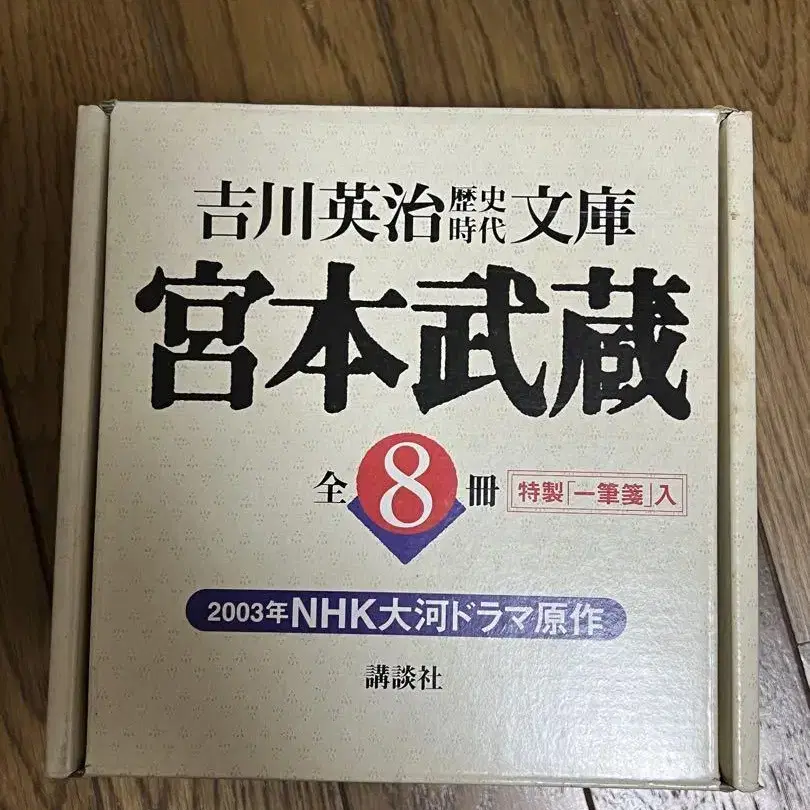 吉川英治歴史時代文庫
宮本武蔵
全8冊 特製「一筆箋」入
2003年NHK大河ドラマ原作
講談社